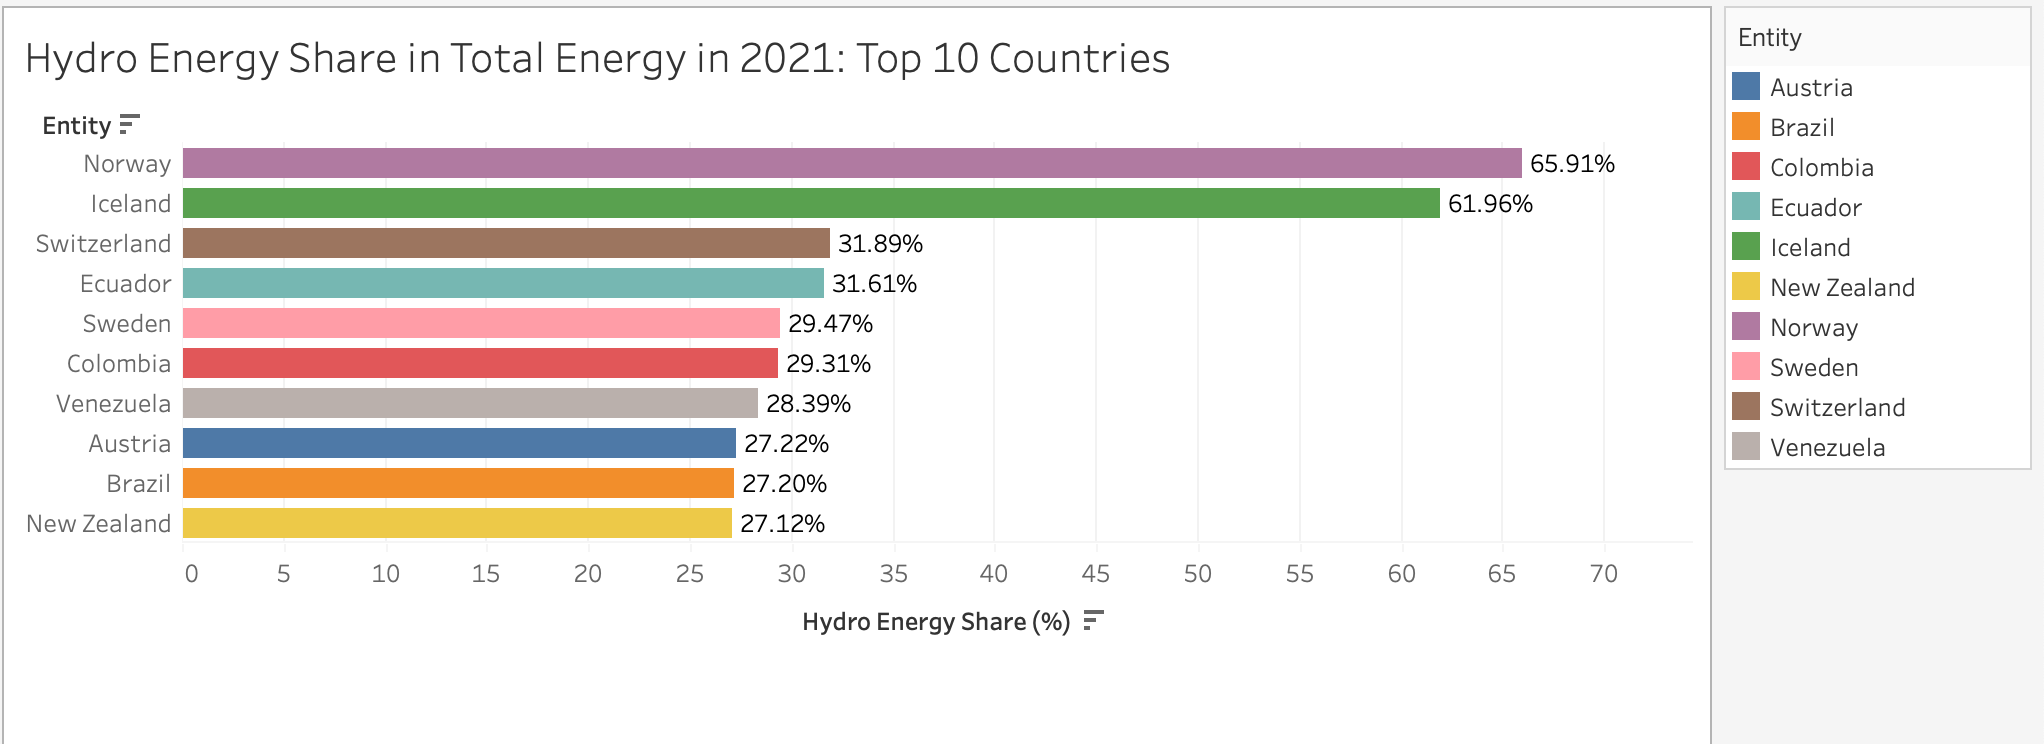 Hydro Energy Share in Total Energy in 2021: Top 10 Countries
Entity
Norway 65.91%
Iceland 61.96%
Switzerland 31.89%
Ecuador 31.61%
Sweden 29.47%
Colombia 29.31%
Venezuela 28.39%
Austria 27.22%
Brazil 27.20%
New Zealand 27.12%
0 5 10 15 20 25 30 35 40 45 50 55 60 65 70
Hydro Energy Share (%)
Entity
Austria
Brazil
Colombia
Ecuador
Iceland
New Zealand
Norway
Sweden
Switzerland
Venezuela